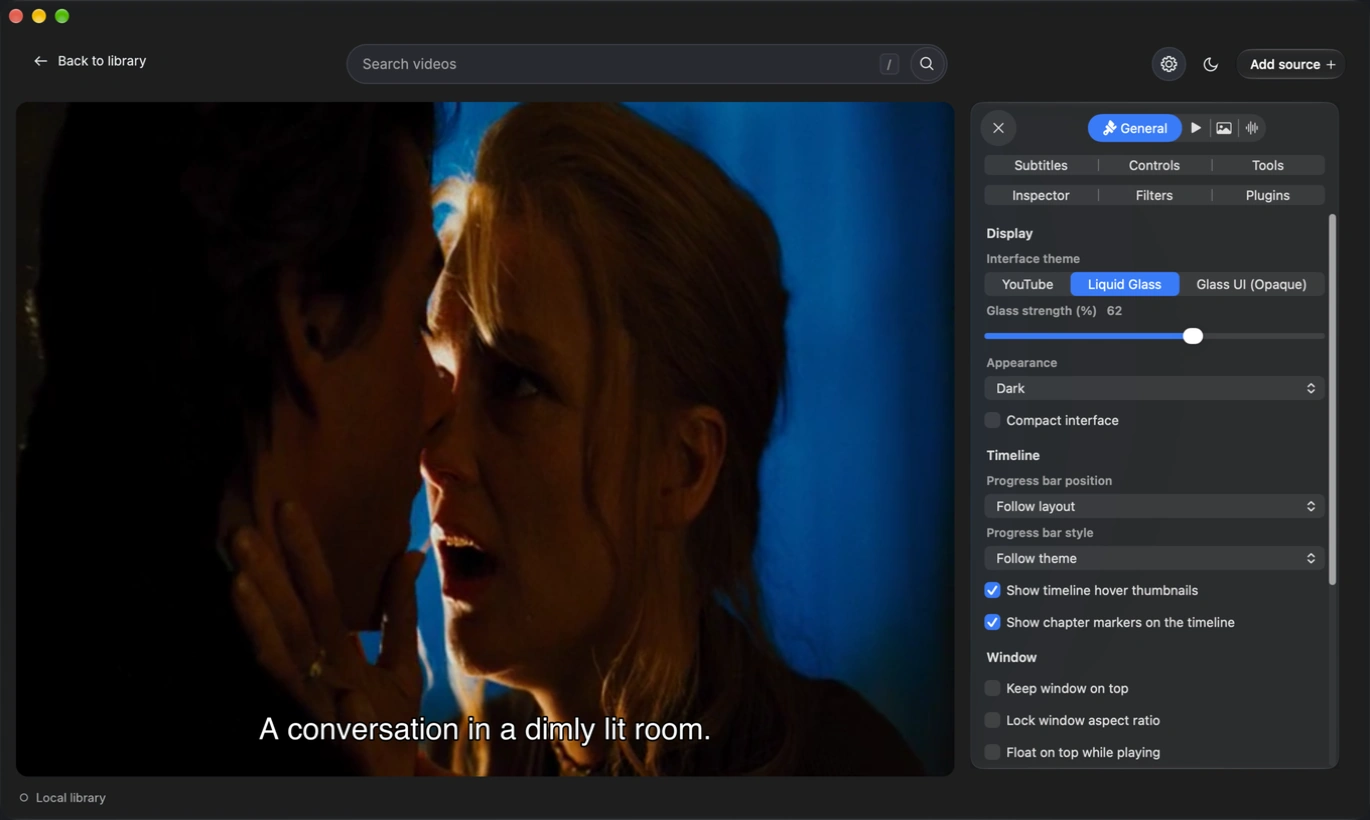 Back to library
Search videos
/
Add source +
General
Subtitles
Controls
Tools
Inspector
Filters
Plugins
Display
Interface theme
YouTube
Liquid Glass
Glass UI (Opaque)
Glass strength (%) 62
Appearance
Dark
Compact interface
Timeline
Progress bar position
Follow layout
Progress bar style
Follow theme
Show timeline hover thumbnails
Show chapter markers on the timeline
Window
Keep window on top
Lock window aspect ratio
Float on top while playing
A conversation in a dimly lit room.
Local library